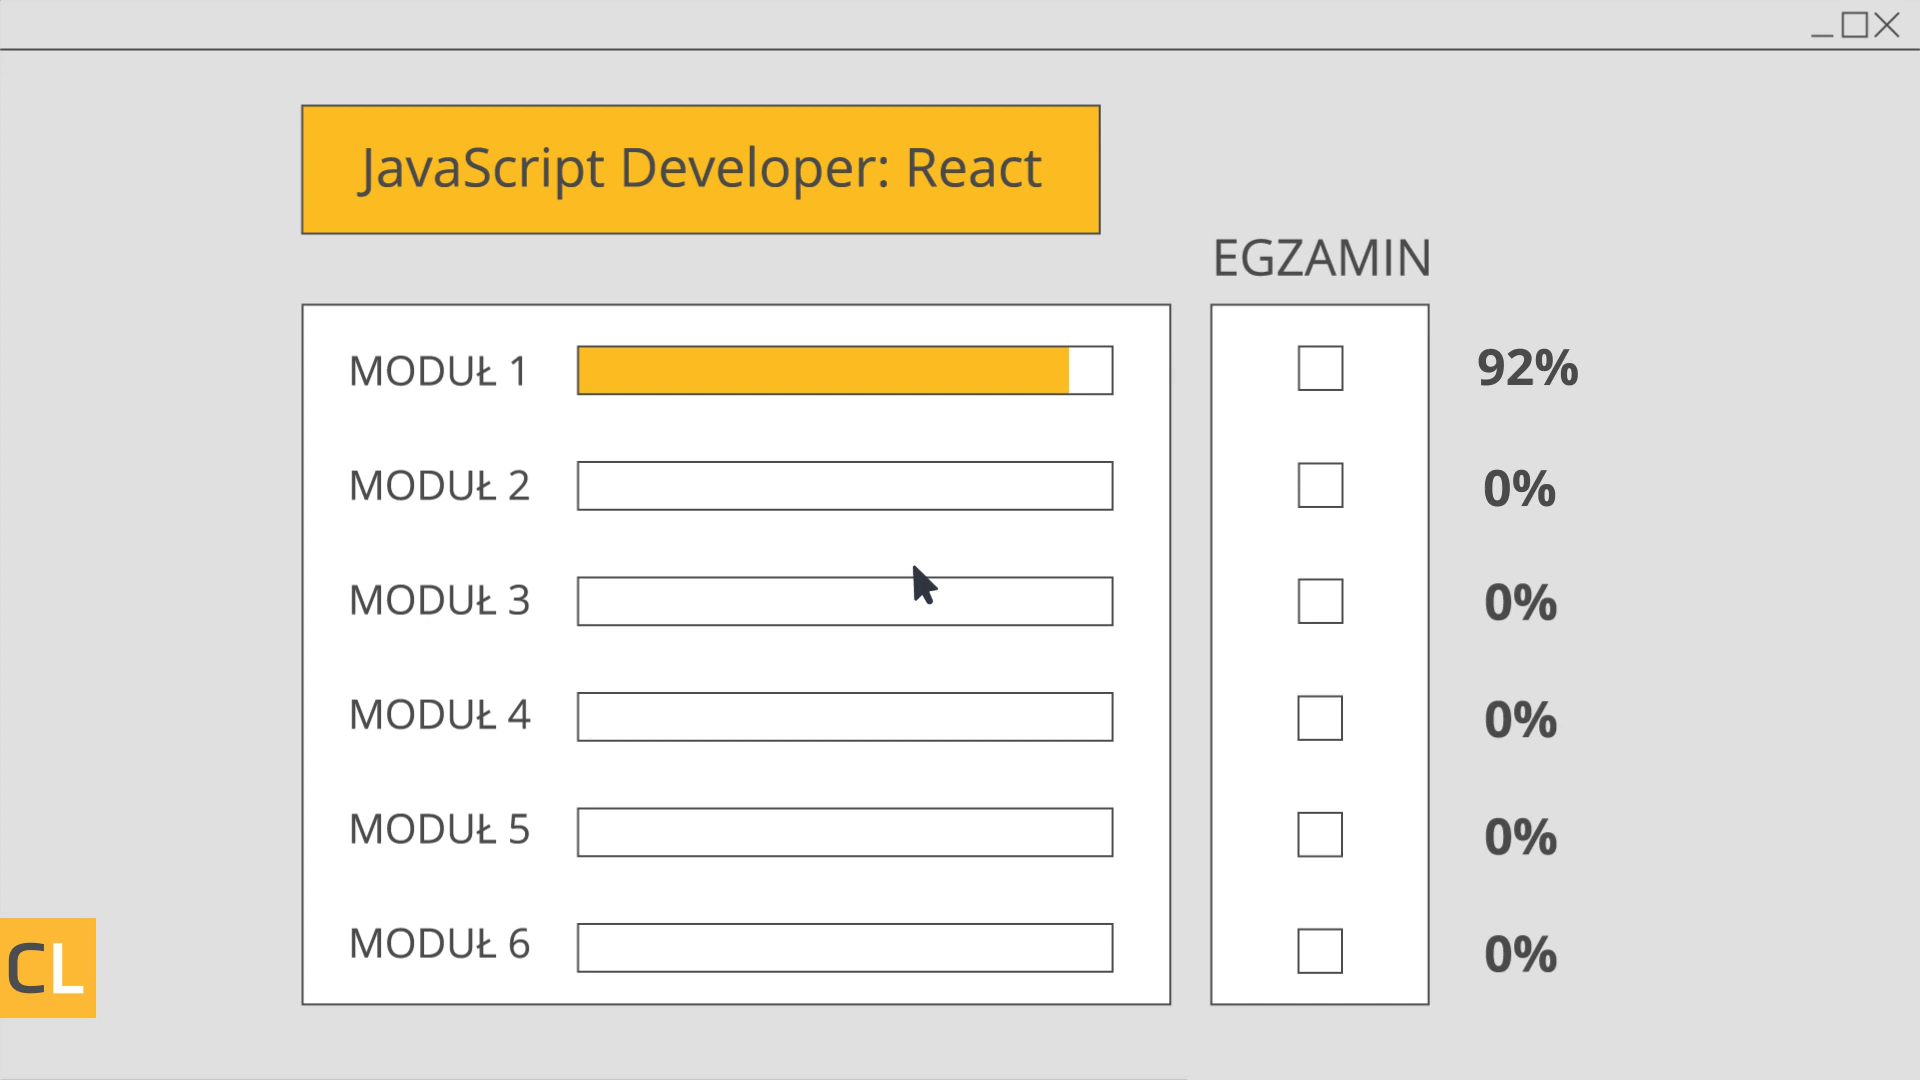 JavaScript Developer: React
EGZAMIN
MODUŁ 1 92%
MODUŁ 2 0%
MODUŁ 3 0%
MODUŁ 4 0%
MODUŁ 5 0%
MODUŁ 6 0%
CL